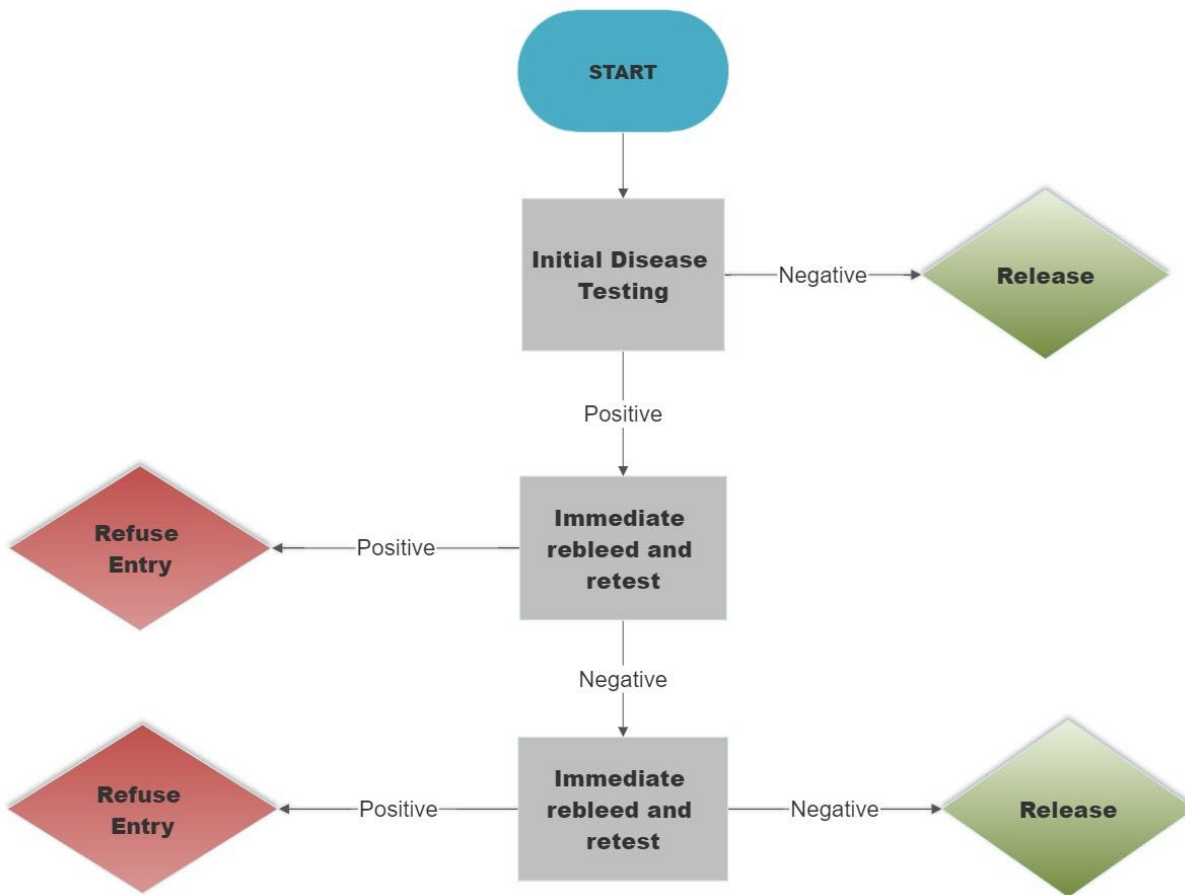 START
Initial Disease
Testing
Negative
Release
Positive
Refuse
Entry
Positive
Immediate
rebleed and
retest
Negative
Refuse
Entry
Positive
Immediate
rebleed and
retest
Negative
Release